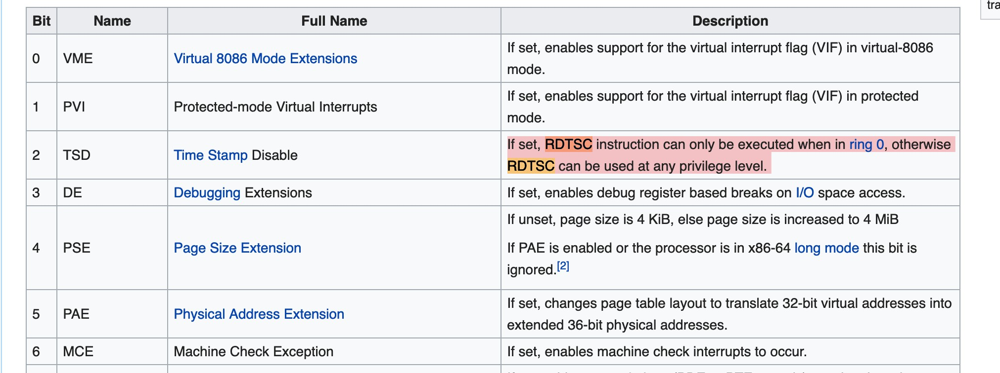 tra
Bit Name Full Name Description
0 VME Virtual 8086 Mode Extensions If set, enables support for the virtual interrupt flag (VIF) in virtual-8086
mode.
1 PVI Protected-mode Virtual Interrupts If set, enables support for the virtual interrupt flag (VIF) in protected
mode.
2 TSD Time Stamp Disable If set, RDTSC instruction can only be executed when in ring 0, otherwise
RDTSC can be used at any privilege level.
3 DE Debugging Extensions If set, enables debug register based breaks on I/O space access.
4 PSE Page Size Extension If unset, page size is 4 KiB, else page size is increased to 4 MiB
If PAE is enabled or the processor is in x86-64 long mode this bit is
ignored.[2]
5 PAE Physical Address Extension If set, changes page table layout to translate 32-bit virtual addresses into
extended 36-bit physical addresses.
6 MCE Machine Check Exception If set, enables machine check interrupts to occur.